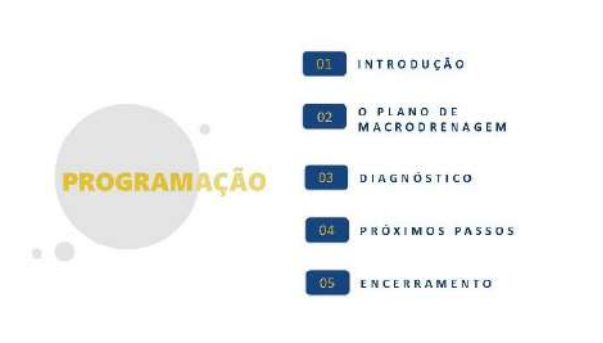 PROGRAMAÇÃO
01 INTRODUÇÃO
02 O PLANO DE
MACRODRENAGEM
03 DIAGNÓSTICO
04 PRÓXIMOS PASSOS
05 ENCERRAMENTO